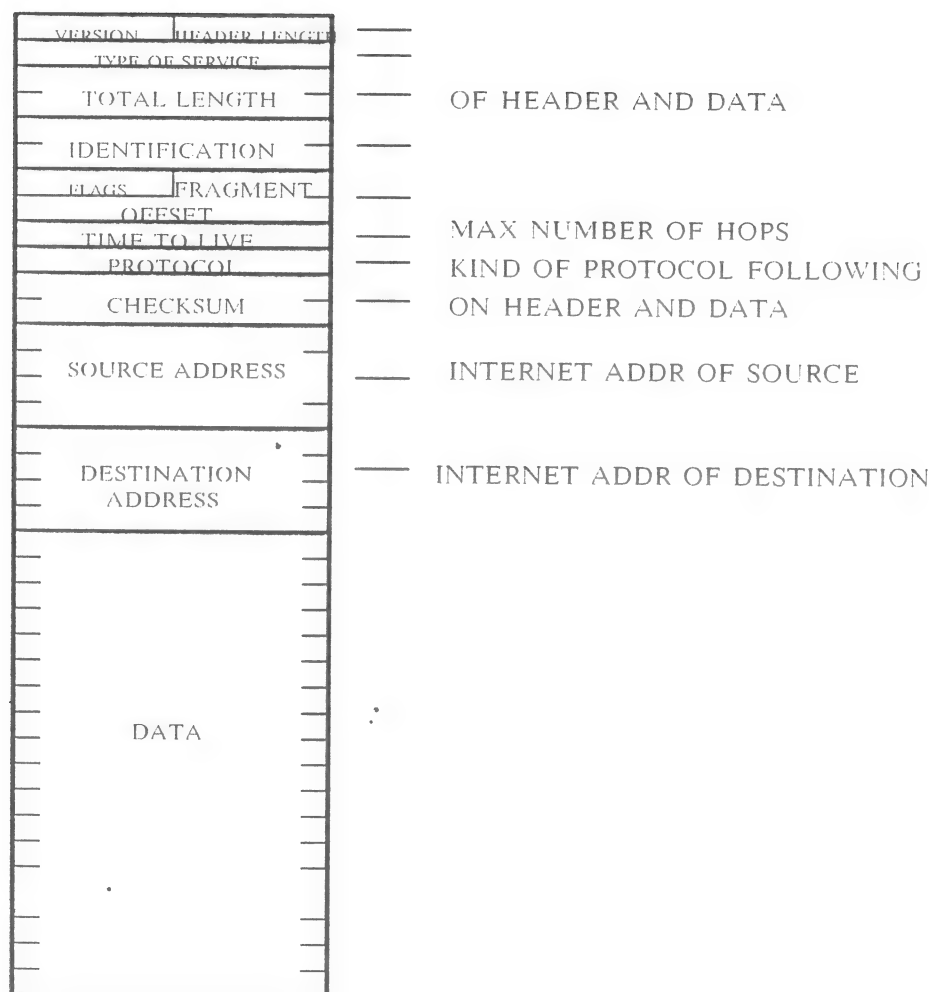 VERSION HEADER LENGTH
TYPE OF SERVICE
TOTAL LENGTH OF HEADER AND DATA
IDENTIFICATION
FLAGS FRAGMENT
OFFSET
TIME TO LIVE MAX NUMBER OF HOPS
PROTOCOL KIND OF PROTOCOL FOLLOWING
CHECKSUM ON HEADER AND DATA
SOURCE ADDRESS INTERNET ADDR OF SOURCE
DESTINATION INTERNET ADDR OF DESTINATION
ADDRESS
DATA